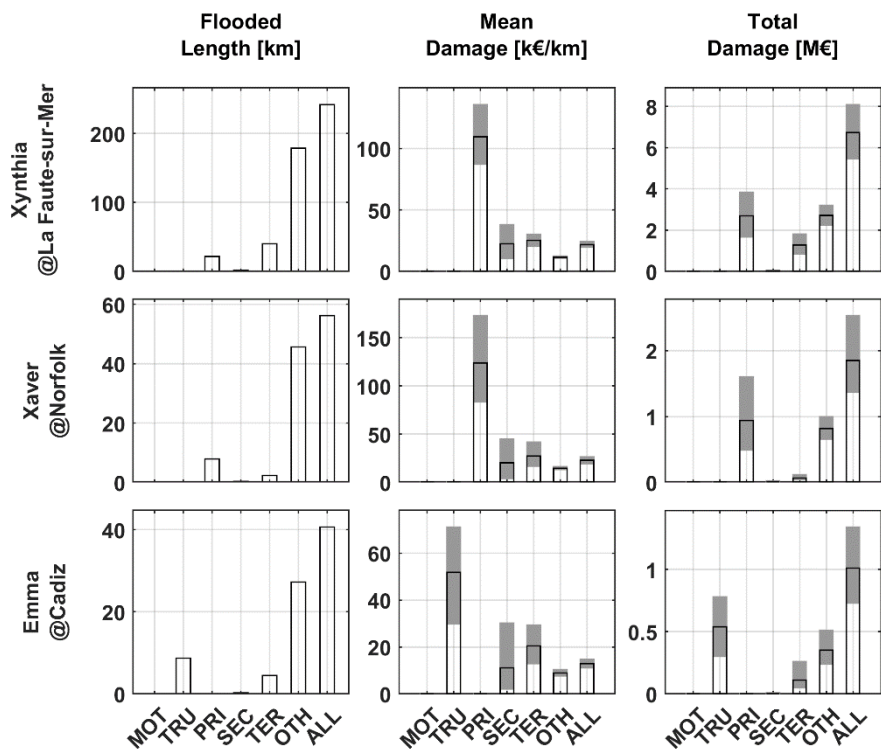 Flooded
Length [km]
Mean
Damage [k€/km]
Total
Damage [M€]
Xynthia
@La Faute-sur-Mer
200
100
0
100
50
0
8
6
4
2
0
Xaver
@Norfolk
60
40
20
0
150
100
50
0
2
1
0
Emma
@Cadiz
40
20
0
60
40
20
0
1
0.5
0
MOT TRU PRI SEC TER OTH ALL
MOT TRU PRI SEC TER OTH ALL
MOT TRU PRI SEC TER OTH ALL